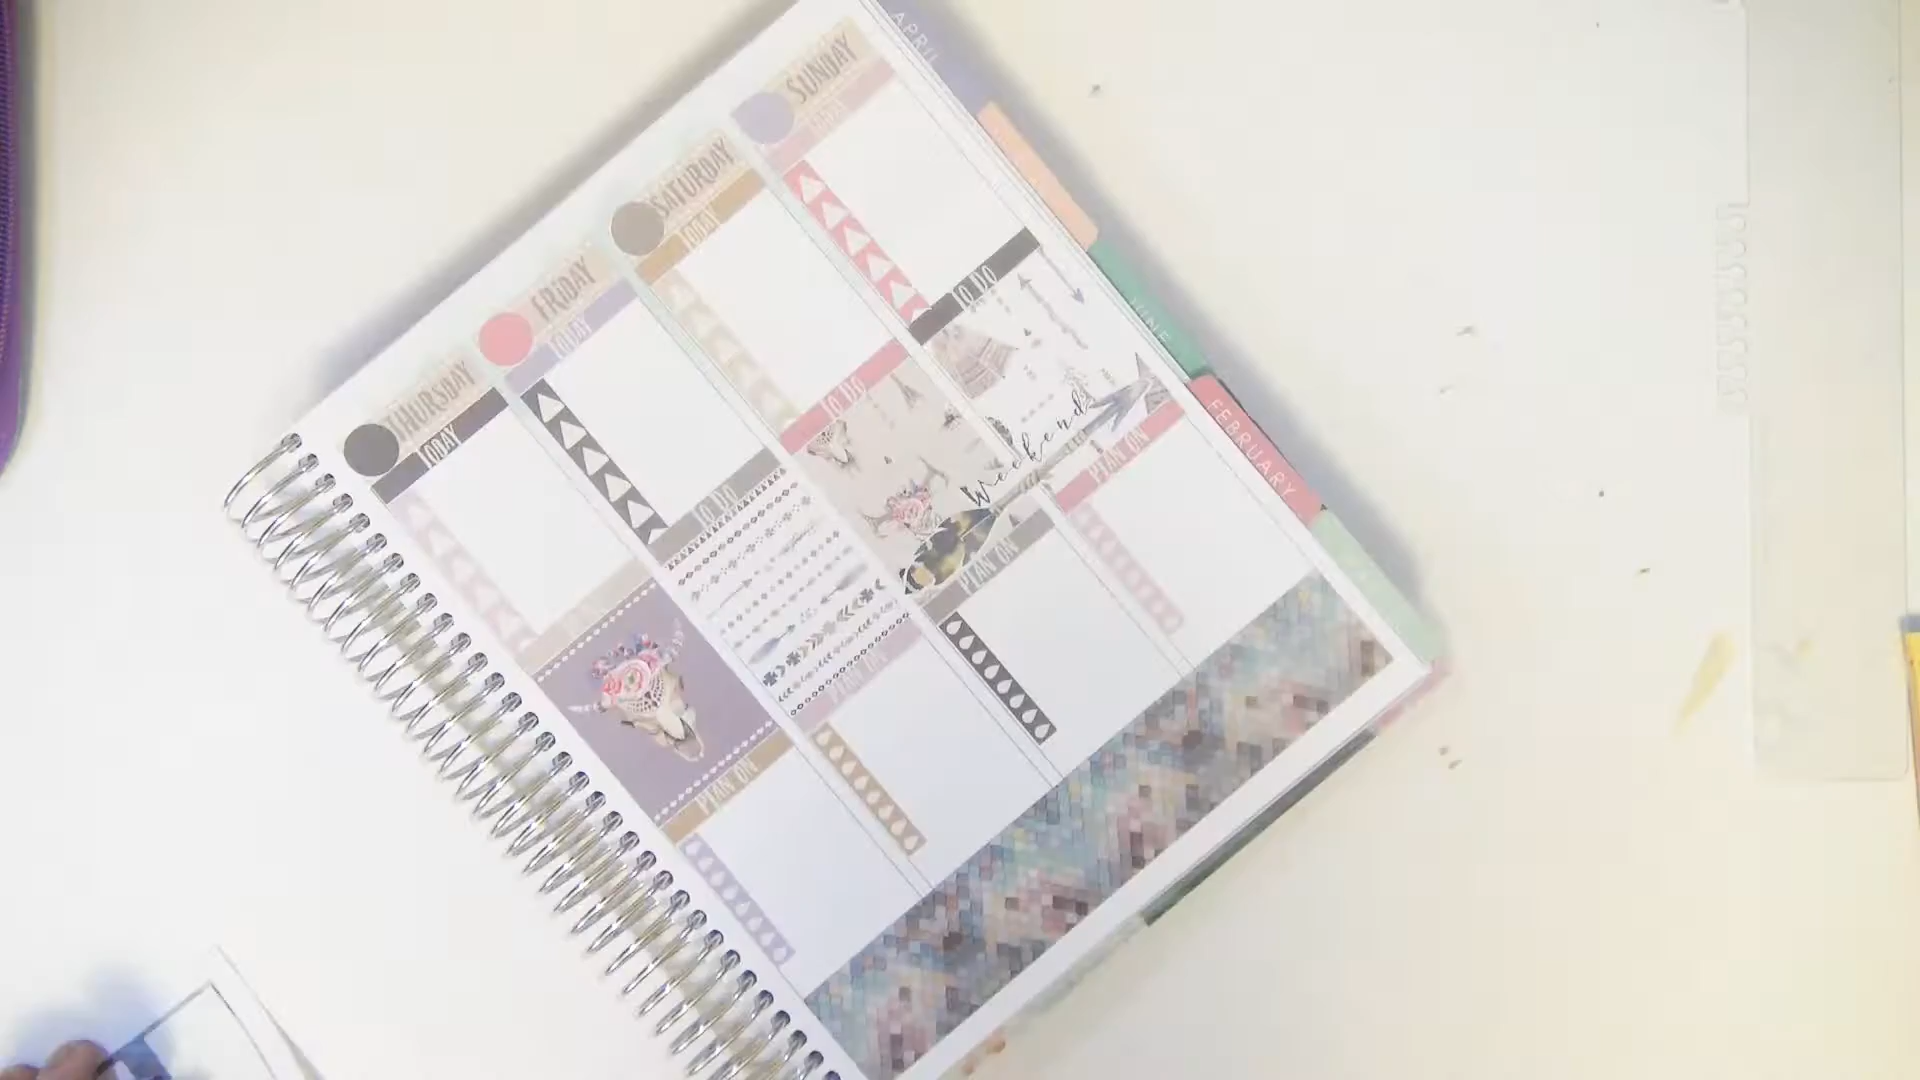 THURSDAY
TODAY
FRIDAY
TODAY
SATURDAY
TODAY
SUNDAY
TODAY
TO DO
TO DO
TO DO
Weekend
PLAN ON
PLAN ON
PLAN ON
PLAN ON
APRIL
JUNE
FEBRUARY